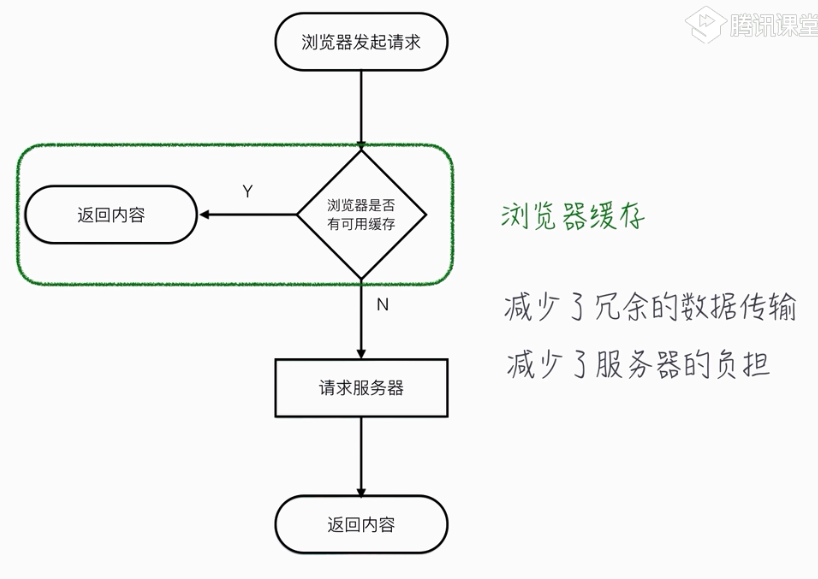 腾讯课堂
浏览器发起请求
Y
浏览器是否
有可用缓存
返回内容
浏览器缓存
N
减少了冗余的数据传输
减少了服务器的负担
请求服务器
返回内容